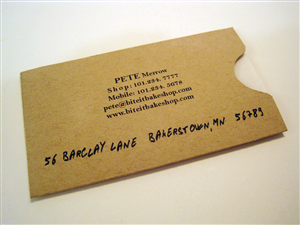 PETE Merrow
Shop: 101.234.7777
Mobile: 101.234.5078
pete@biteitbakeshop.com
www.biteitbakeshop.com
56 BARCLAY LANE BAKERSTOWN, MN 56789